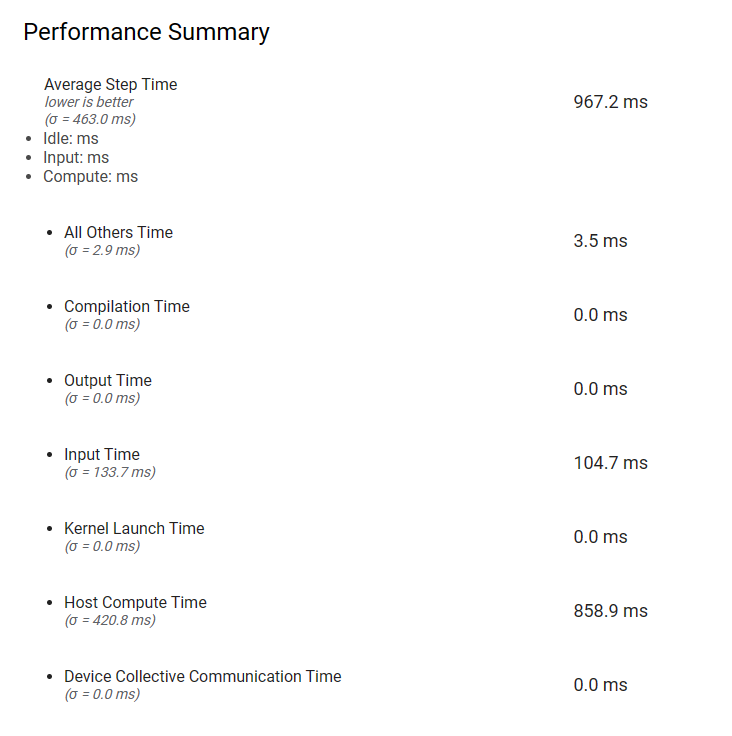 Performance Summary
Average Step Time
lower is better
(σ = 463.0 ms)
967.2 ms
• Idle: ms
• Input: ms
• Compute: ms
• All Others Time
(σ = 2.9 ms)
3.5 ms
• Compilation Time
(σ = 0.0 ms)
0.0 ms
• Output Time
(σ = 0.0 ms)
0.0 ms
• Input Time
(σ = 133.7 ms)
104.7 ms
• Kernel Launch Time
(σ = 0.0 ms)
0.0 ms
• Host Compute Time
(σ = 420.8 ms)
858.9 ms
• Device Collective Communication Time
(σ = 0.0 ms)
0.0 ms